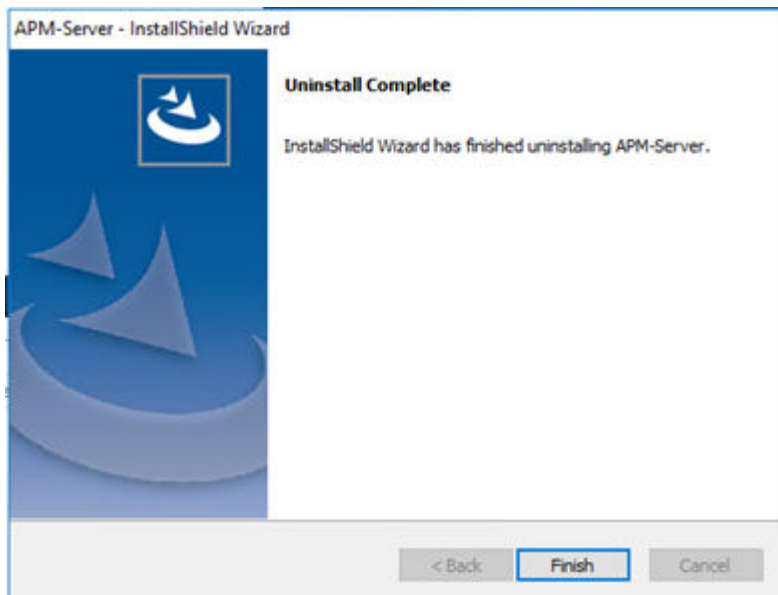 APM-Server - InstallShield Wizard
Uninstall Complete
InstallShield Wizard has finished uninstalling APM-Server.
< Back
Finish
Cancel